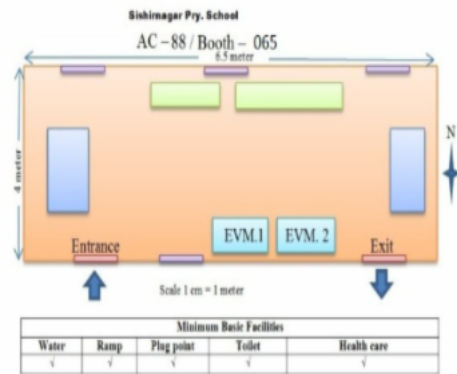 Sishirnagar Pry. School
AC – 88 / Booth – 065
6.5 meter
4 meter
N
EVM.1 EVM. 2
Entrance Exit
Scale 1 cm = 1 meter
Minimum Basic Facilities
Water Ramp Plug point Toilet Health care
√ √ √ √ √